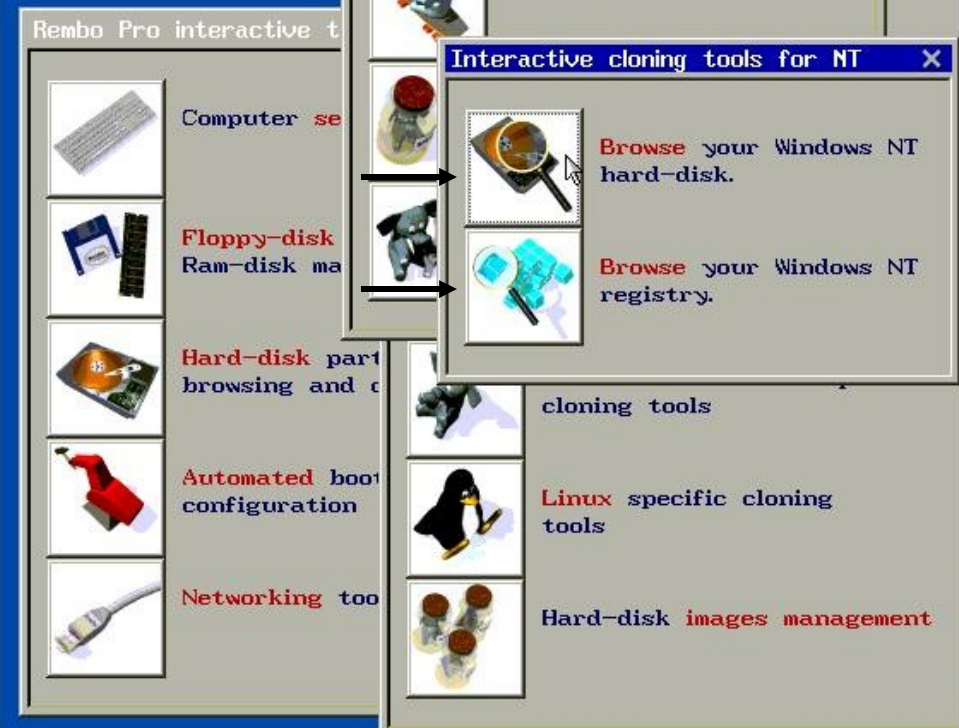 Rembo Pro interactive t
Computer se
Floppy-disk
Ram-disk ma
Hard-disk part
browsing and
Automated boot
configuration
Networking too
Interactive cloning tools for NT
Browse your Windows NT
hard-disk.
Browse your Windows NT
registry.
cloning tools
Linux specific cloning
tools
Hard-disk images management